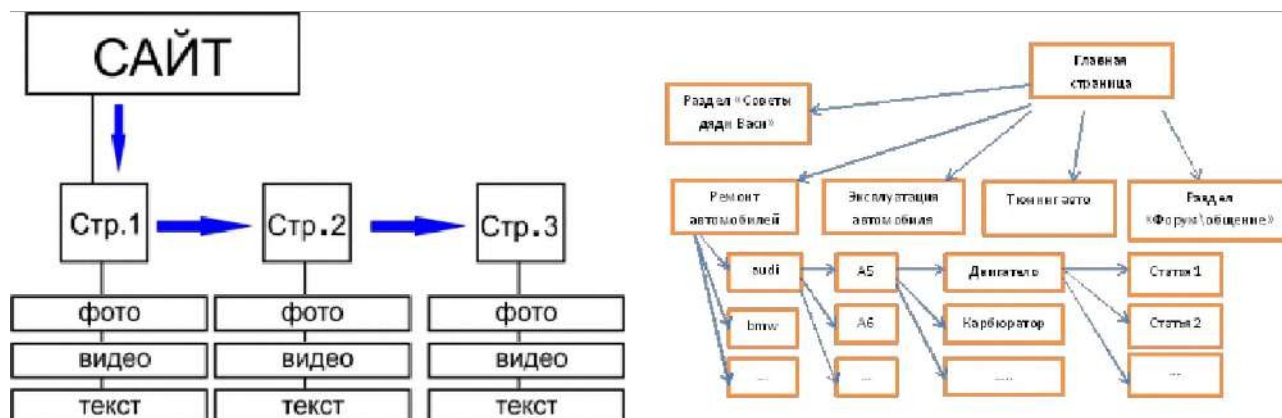 САЙТ
Стр.1
Стр.2
Стр.3
фото
фото
фото
видео
видео
видео
текст
текст
текст
Главная
страница
Раздел «Советы
дяди Васи»
Ремонт
автомобилей
Эксплуатация
автомобиля
Тюнинг авто
Раздел
«Форум\общение»
audi
A5
Двигатело
Статья 1
bmw
A6
Карбюратор
Статья 2
...
...
.....
...